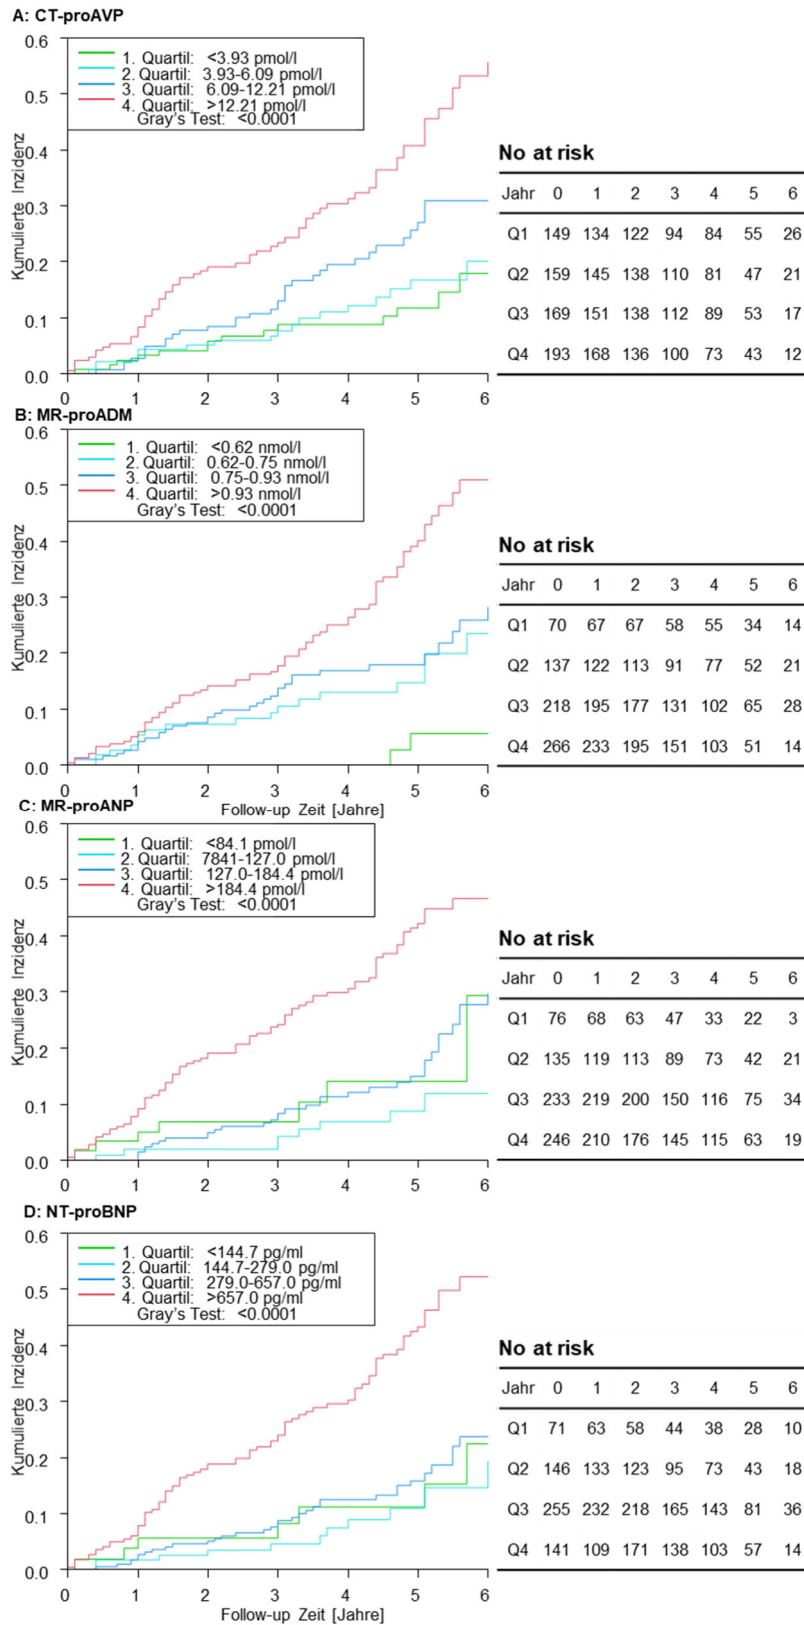 A: CT-proAVP
0.6
0.5
0.4
0.3
0.2
0.1
0.0
Kumulierte Inzidenz
1. Quartil: <3.93 pmol/l
2. Quartil: 3.93-6.09 pmol/l
3. Quartil: 6.09-12.21 pmol/l
4. Quartil: >12.21 pmol/l
Gray's Test: <0.0001
0 1 2 3 4 5 6
No at risk
Jahr 0 1 2 3 4 5 6
Q1 149 134 122 94 84 55 26
Q2 159 145 138 110 81 47 21
Q3 169 151 138 112 89 53 17
Q4 193 168 136 100 73 43 12
B: MR-proADM
0.6
0.5
0.4
0.3
0.2
0.1
0.0
Kumulierte Inzidenz
1. Quartil: <0.62 nmol/l
2. Quartil: 0.62-0.75 nmol/l
3. Quartil: 0.75-0.93 nmol/l
4. Quartil: >0.93 nmol/l
Gray's Test: <0.0001
0 1 2 3 4 5 6
Follow-up Zeit [Jahre]
No at risk
Jahr 0 1 2 3 4 5 6
Q1 70 67 67 58 55 34 14
Q2 137 122 113 91 77 52 21
Q3 218 195 177 131 102 65 28
Q4 266 233 195 151 103 51 14
C: MR-proANP
0.6
0.5
0.4
0.3
0.2
0.1
0.0
Kumulierte Inzidenz
1. Quartil: <84.1 pmol/l
2. Quartil: 7841-127.0 pmol/l
3. Quartil: 127.0-184.4 pmol/l
4. Quartil: >184.4 pmol/l
Gray's Test: <0.0001
0 1 2 3 4 5 6
No at risk
Jahr 0 1 2 3 4 5 6
Q1 76 68 63 47 33 22 3
Q2 135 119 113 89 73 42 21
Q3 233 219 200 150 116 75 34
Q4 246 210 176 145 115 63 19
D: NT-proBNP
0.6
0.5
0.4
0.3
0.2
0.1
0.0
Kumulierte Inzidenz
1. Quartil: <144.7 pg/ml
2. Quartil: 144.7-279.0 pg/ml
3. Quartil: 279.0-657.0 pg/ml
4. Quartil: >657.0 pg/ml
Gray's Test: <0.0001
0 1 2 3 4 5 6
Follow-up Zeit [Jahre]
No at risk
Jahr 0 1 2 3 4 5 6
Q1 71 63 58 44 38 28 10
Q2 146 133 123 95 73 43 18
Q3 255 232 218 165 143 81 36
Q4 141 109 171 138 103 57 14